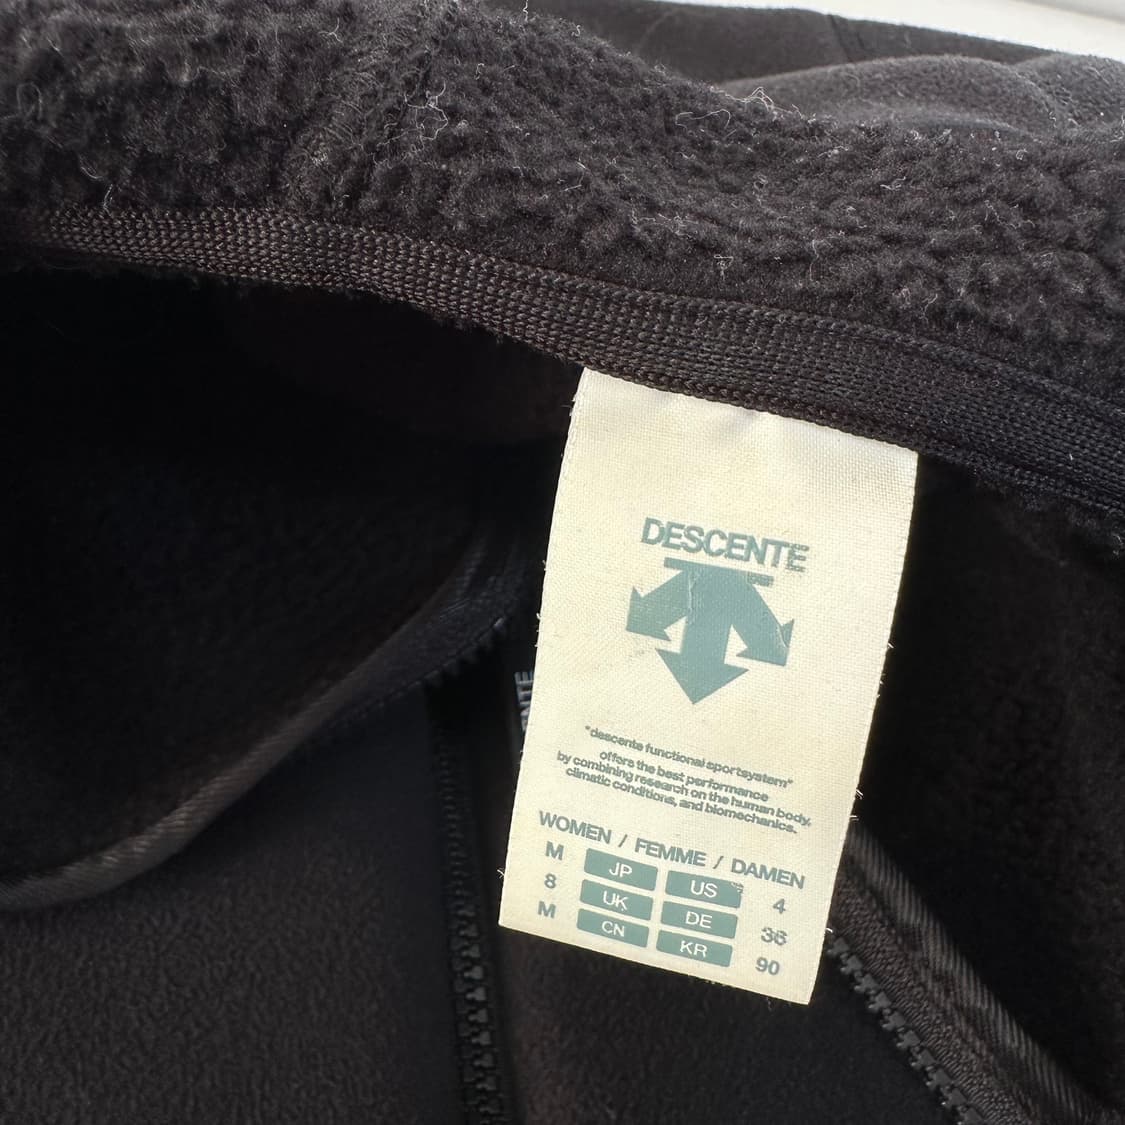 DESCENTE
"descente functional sportsystem"
offers the best performance
by combining research on the human body,
climatic conditions, and biomechanics.
WOMEN / FEMME / DAMEN
M JP US 4
8 UK DE 36
M CN KR 90